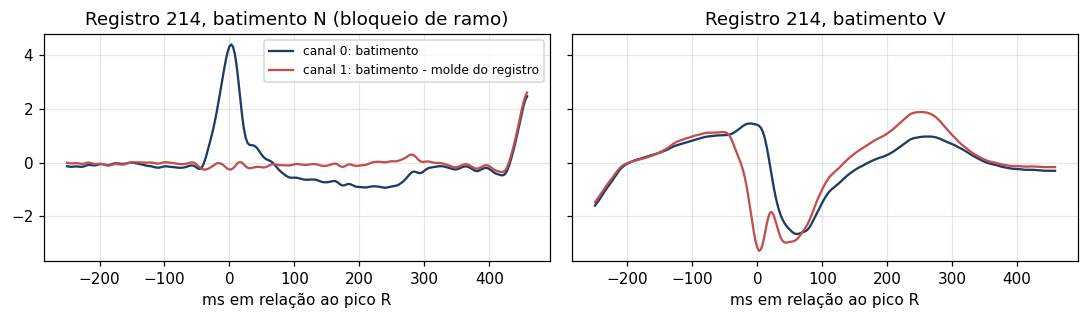 Registro 214, batimento N (bloqueio de ramo)
Registro 214, batimento V
canal 0: batimento
canal 1: batimento - molde do registro
4
2
0
−2
−200 −100 0 100 200 300 400
−200 −100 0 100 200 300 400
ms em relação ao pico R
ms em relação ao pico R